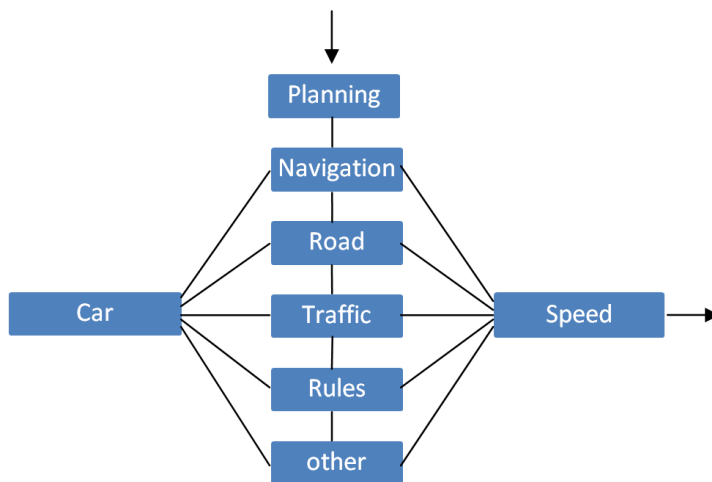 Planning
Navigation
Road
Car
Traffic
Speed
Rules
other